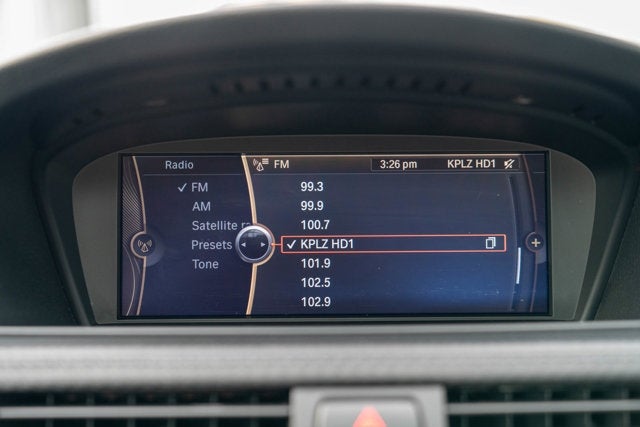 Radio
FM 3:26 pm KPLZ HD1
FM
AM
Satellite
Presets
Tone
99.3
99.9
100.7
KPLZ HD1
101.9
102.5
102.9